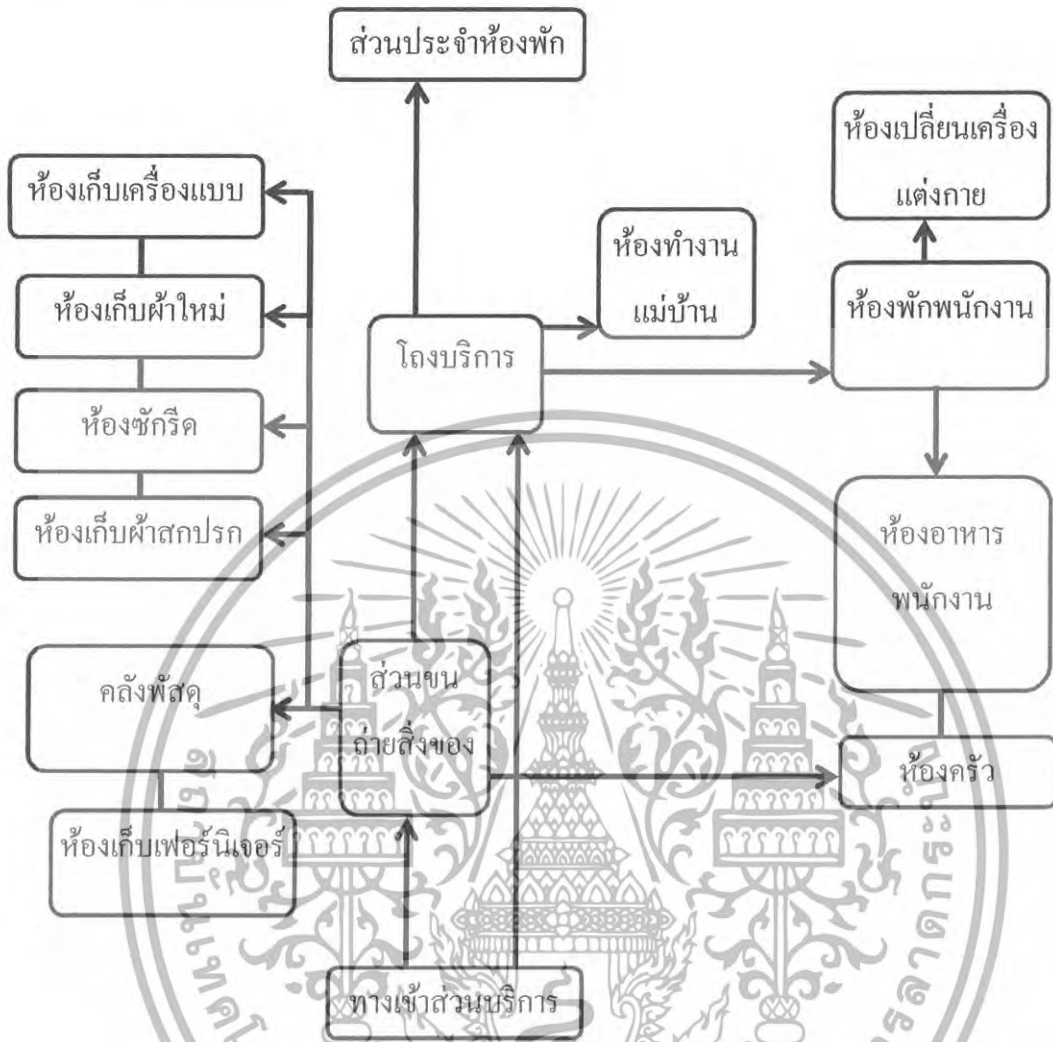 ส่วนประจำห้องพัก
ห้องเปลี่ยนเครื่อง
แต่งกาย
ห้องเก็บเครื่องแบบ
ห้องทำงาน
แม่บ้าน
ห้องเก็บผ้าใหม่
ห้องพักพนักงาน
โถงบริการ
ห้องซักรีด
ห้องเก็บผ้าสกปรก
ห้องอาหาร
พนักงาน
คลังพัสดุ
ส่วนขน
ถ่ายสิ่งของ
ห้องครัว
ห้องเก็บเฟอร์นิเจอร์
ทางเข้าส่วนบริการ